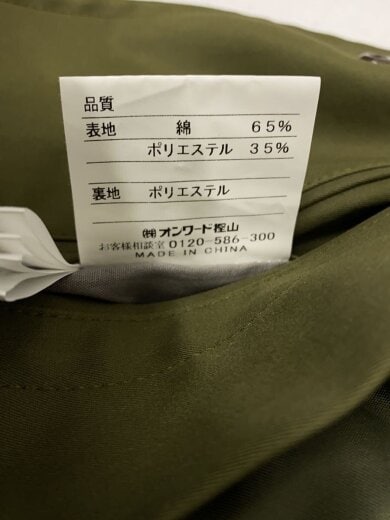 品質
表地 綿 65%
ポリエステル 35%
裏地 ポリエステル
㈱オンワード樫山
お客様相談室 0120-586-300
MADE IN CHINA